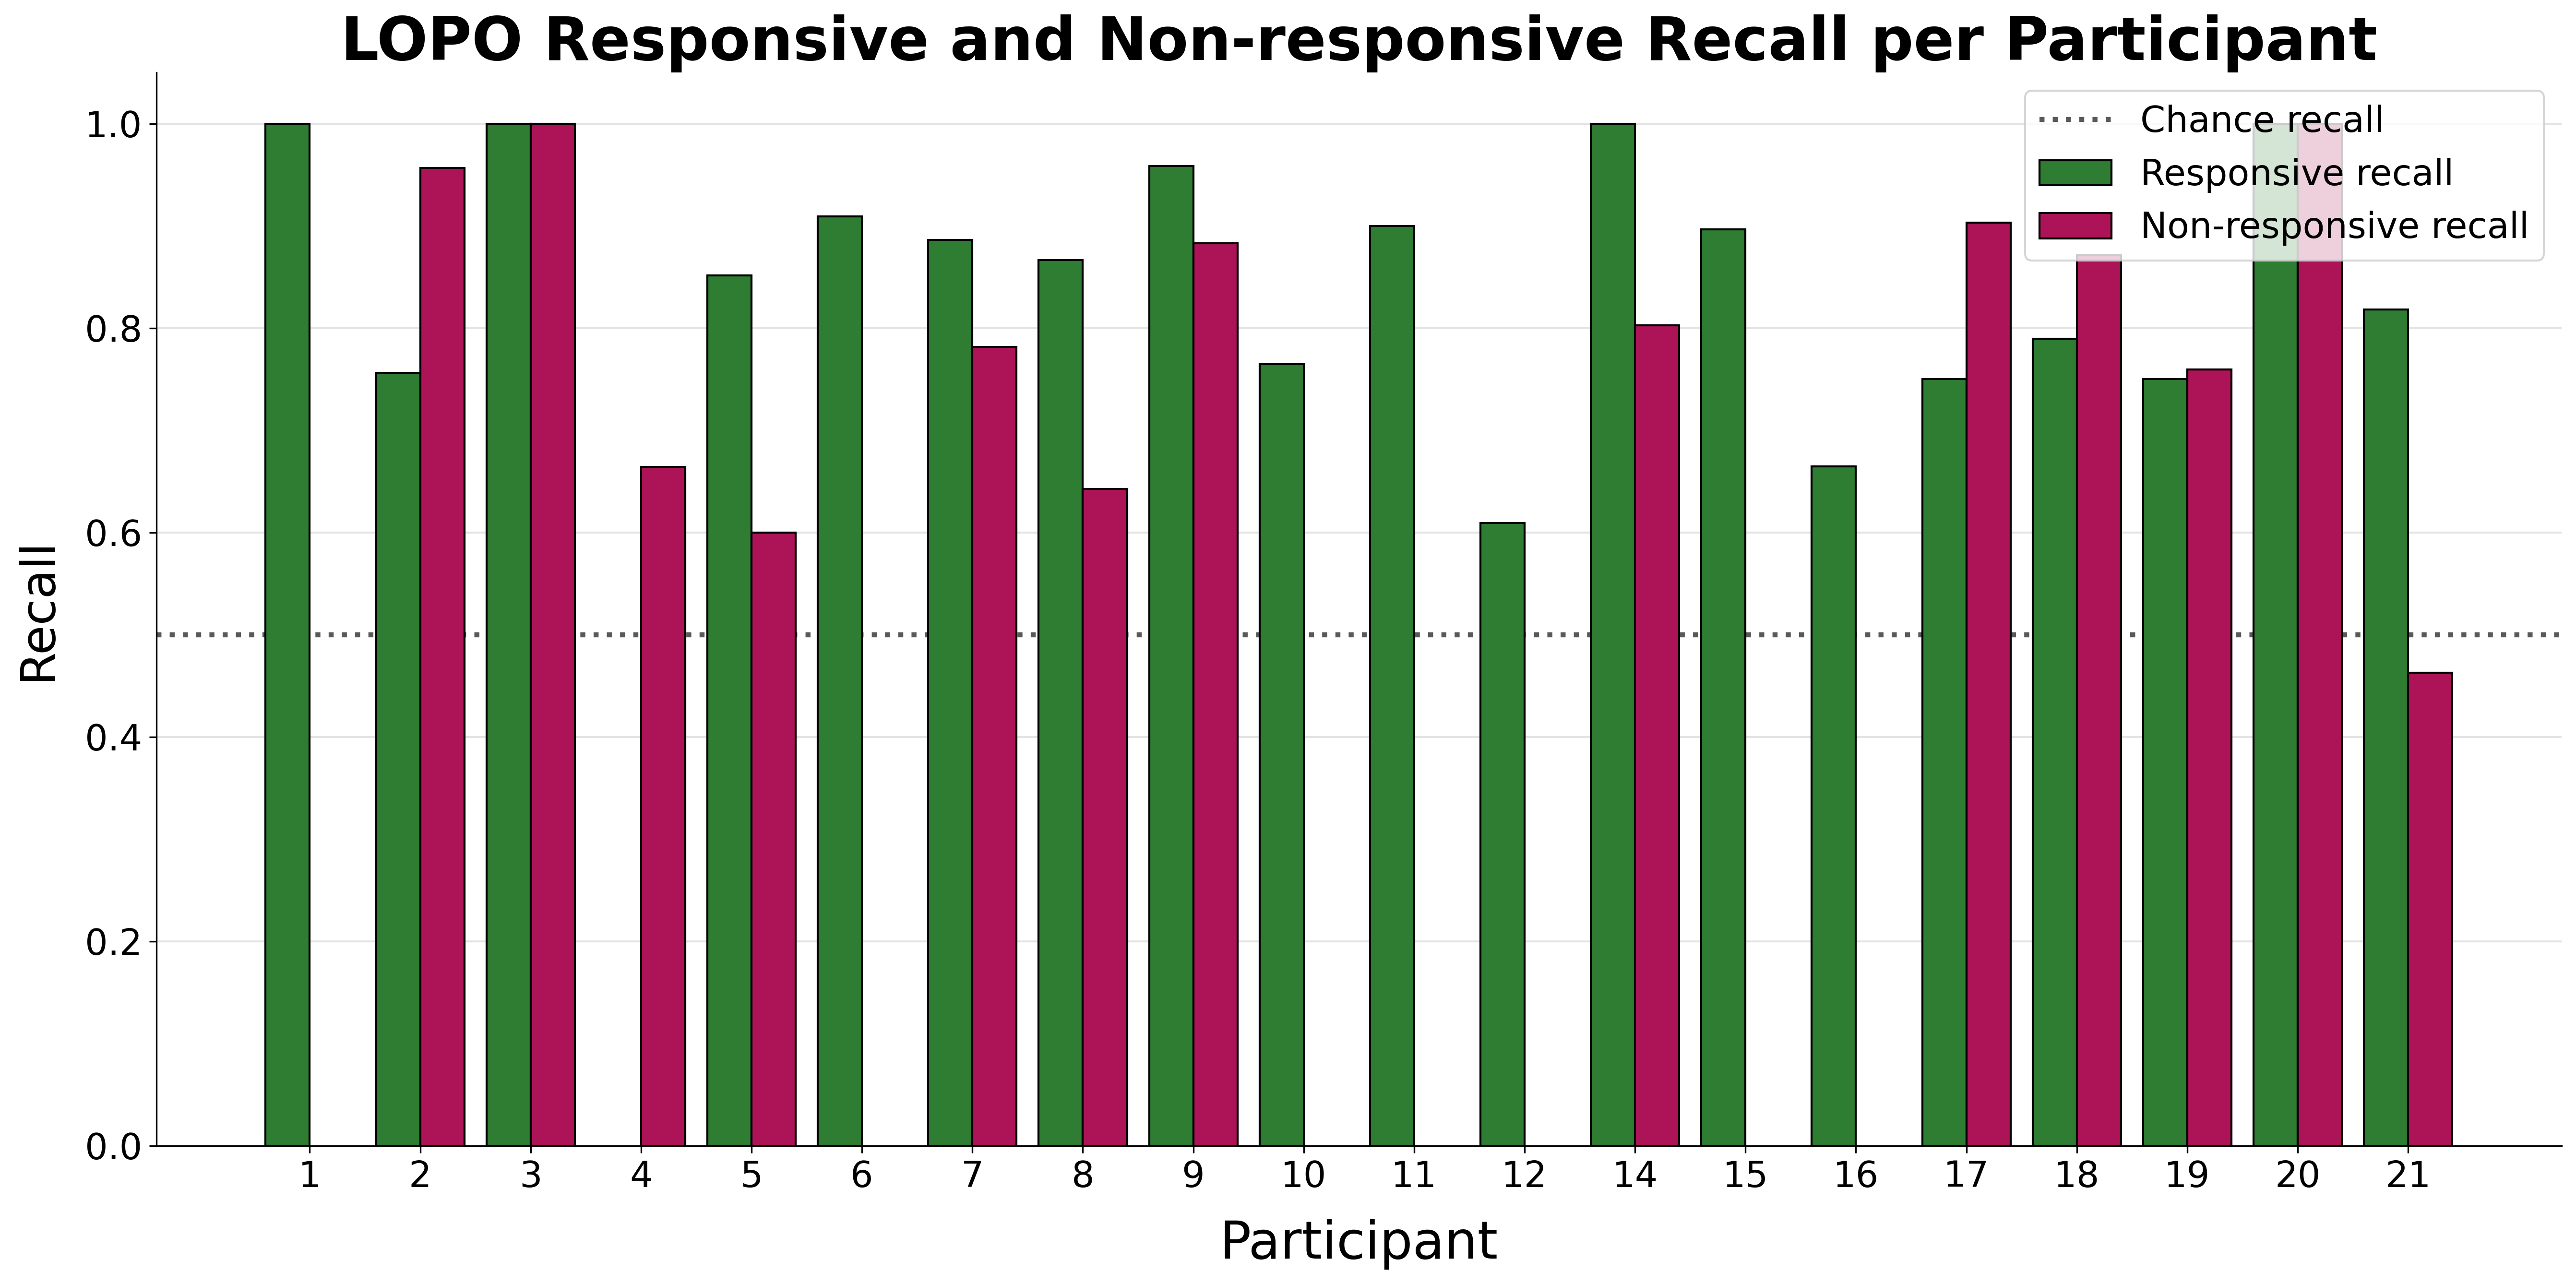 LOPO Responsive and Non-responsive Recall per Participant
Chance recall
Responsive recall
Non-responsive recall
1.0
0.8
0.6
0.4
0.2
0.0
Recall
1 2 3 4 5 6 7 8 9 10 11 12 14 15 16 17 18 19 20 21
Participant